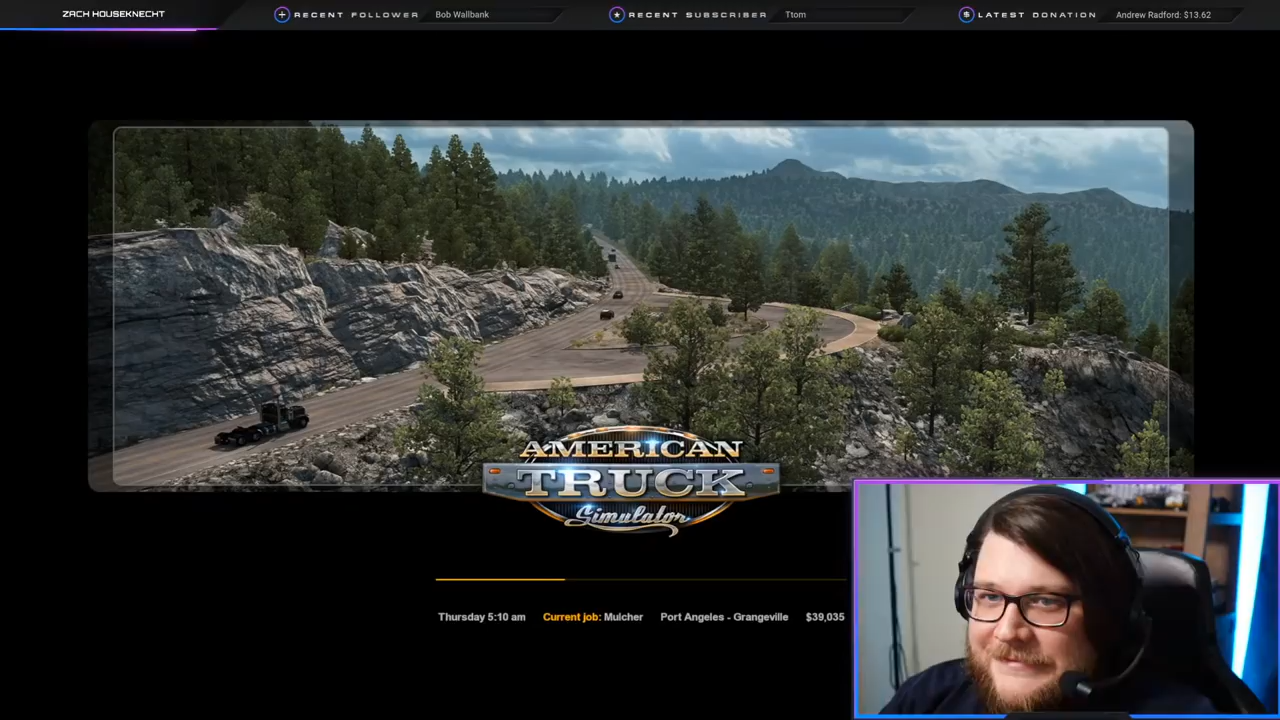 ZACH HOUSEKNECHT
RECENT FOLLOWER Bob Wallbank
RECENT SUBSCRIBER Ttom
$ LATEST DONATION Andrew Radford: $13.62
AMERICAN
TRUCK
Simulator
Thursday 5:10 am Current job: Mulcher Port Angeles - Grangeville $39,035